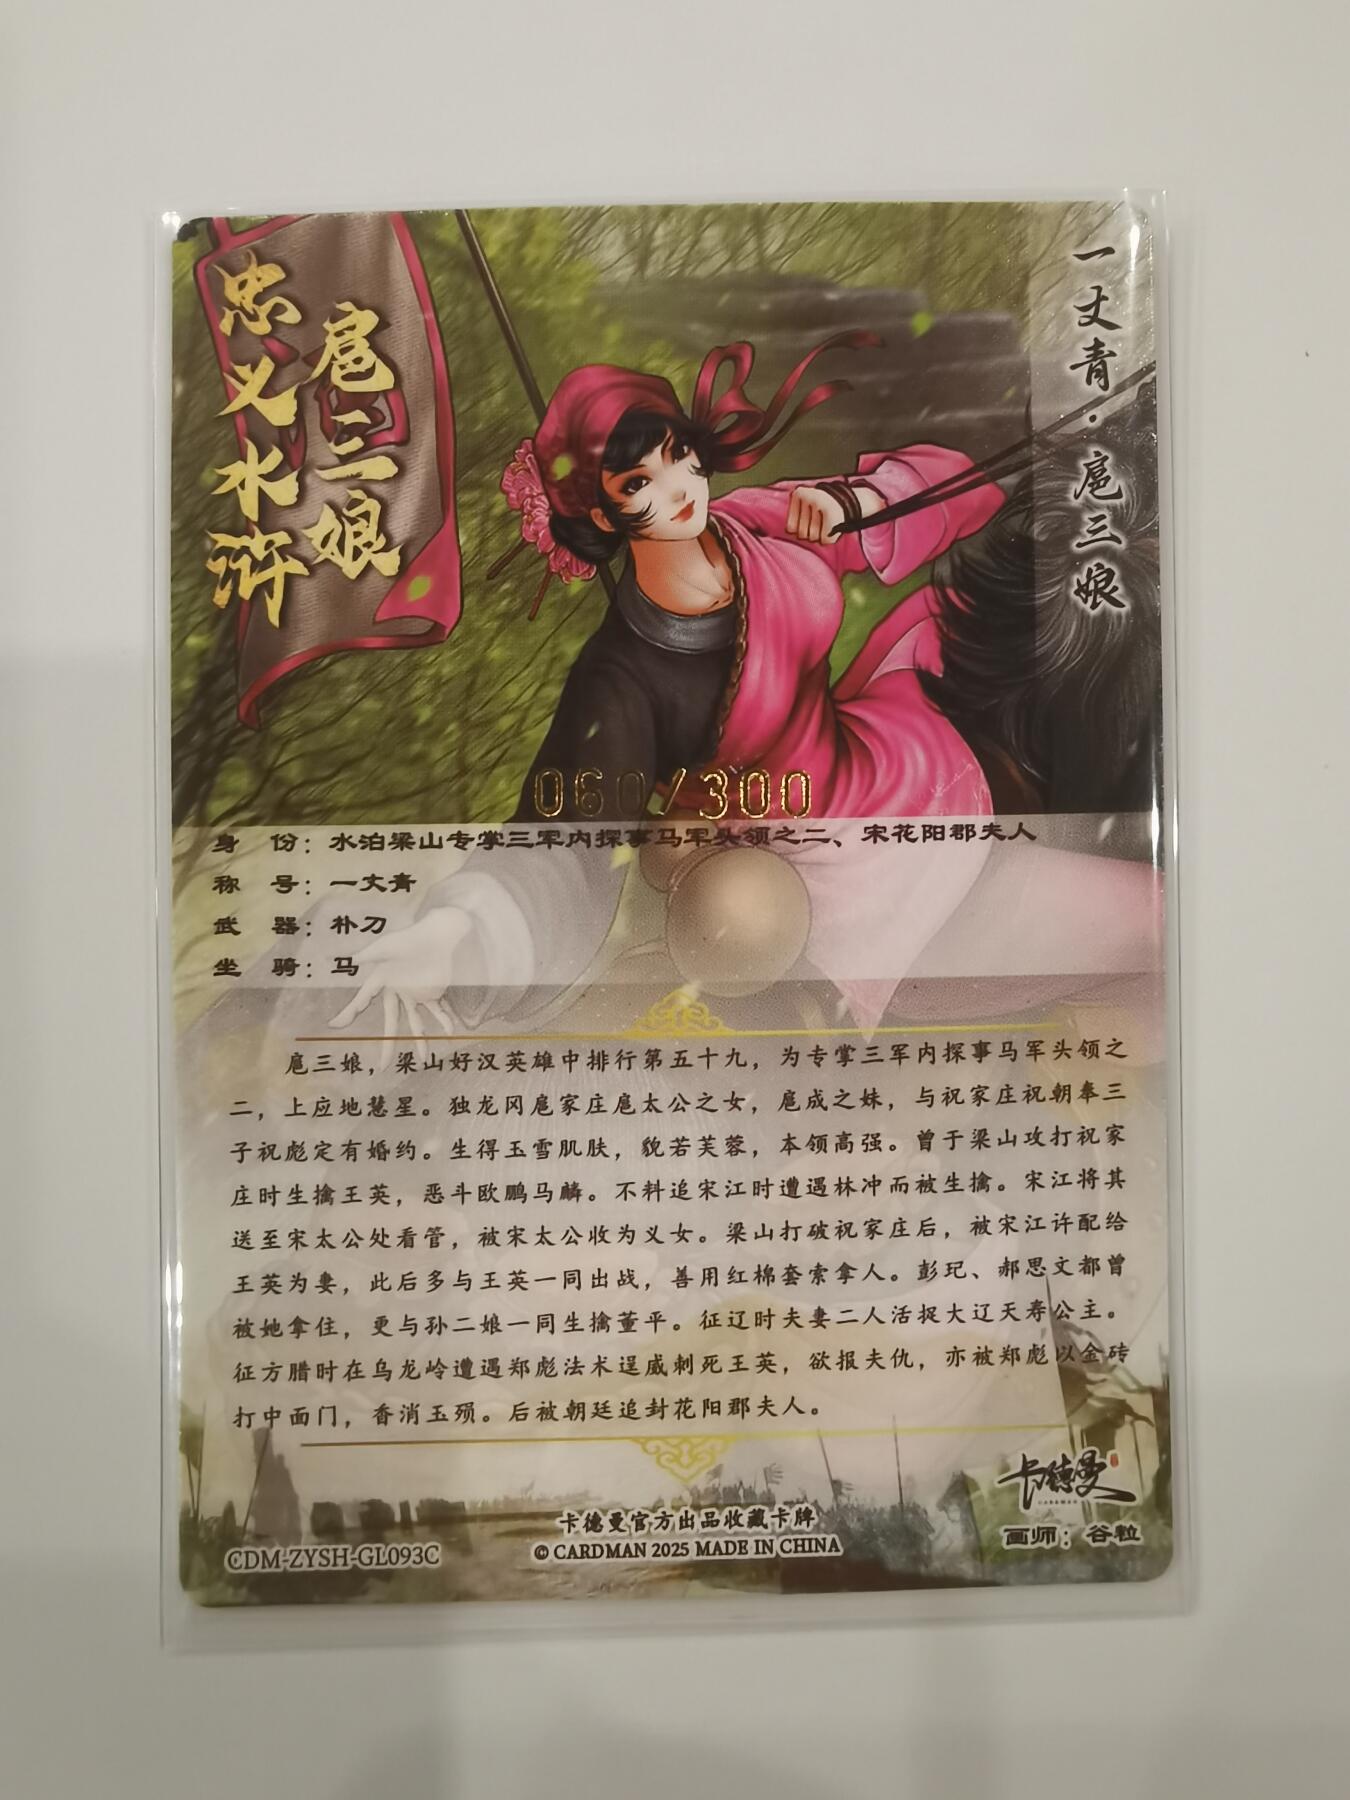 忠义水浒
扈三娘
一丈青·扈三娘
060/300
身 份：水泊梁山专掌三军内探事马军头领之二、宋花阳郡夫人
称 号：一丈青
武 器：朴刀
坐 骑：马
扈三娘，梁山好汉英雄中排行第五十九，为专掌三军内探事马军头领之
二，上应地慧星。独龙冈扈家庄扈太公之女，扈成之妹，与祝家庄祝朝奉三
子祝彪定有婚约。生得玉雪肌肤，貌若芙蓉，本领高强。曾于梁山攻打祝家
庄时生擒王英，恶斗欧鹏马麟。不料追宋江时遭遇林冲而被生擒。宋江将其
送至宋太公处看管，被宋太公收为义女。梁山打破祝家庄后，被宋江许配给
王英为妻，此后多与王英一同出战，善用红棉套索拿人。彭玘、郝思文都曾
被她拿住，更与孙二娘一同生擒董平。征辽时夫妻二人活捉大辽天寿公主。
征方腊时在乌龙岭遭遇郑彪法术逞威刺死王英，欲报夫仇，亦被郑彪以金砖
打中面门，香消玉殒。后被朝廷追封花阳郡夫人。
卡德曼
CARDMAN
画师：谷粒
卡德曼官方出品收藏卡牌
© CARDMAN 2025 MADE IN CHINA
CDM-ZYSH-GL093C